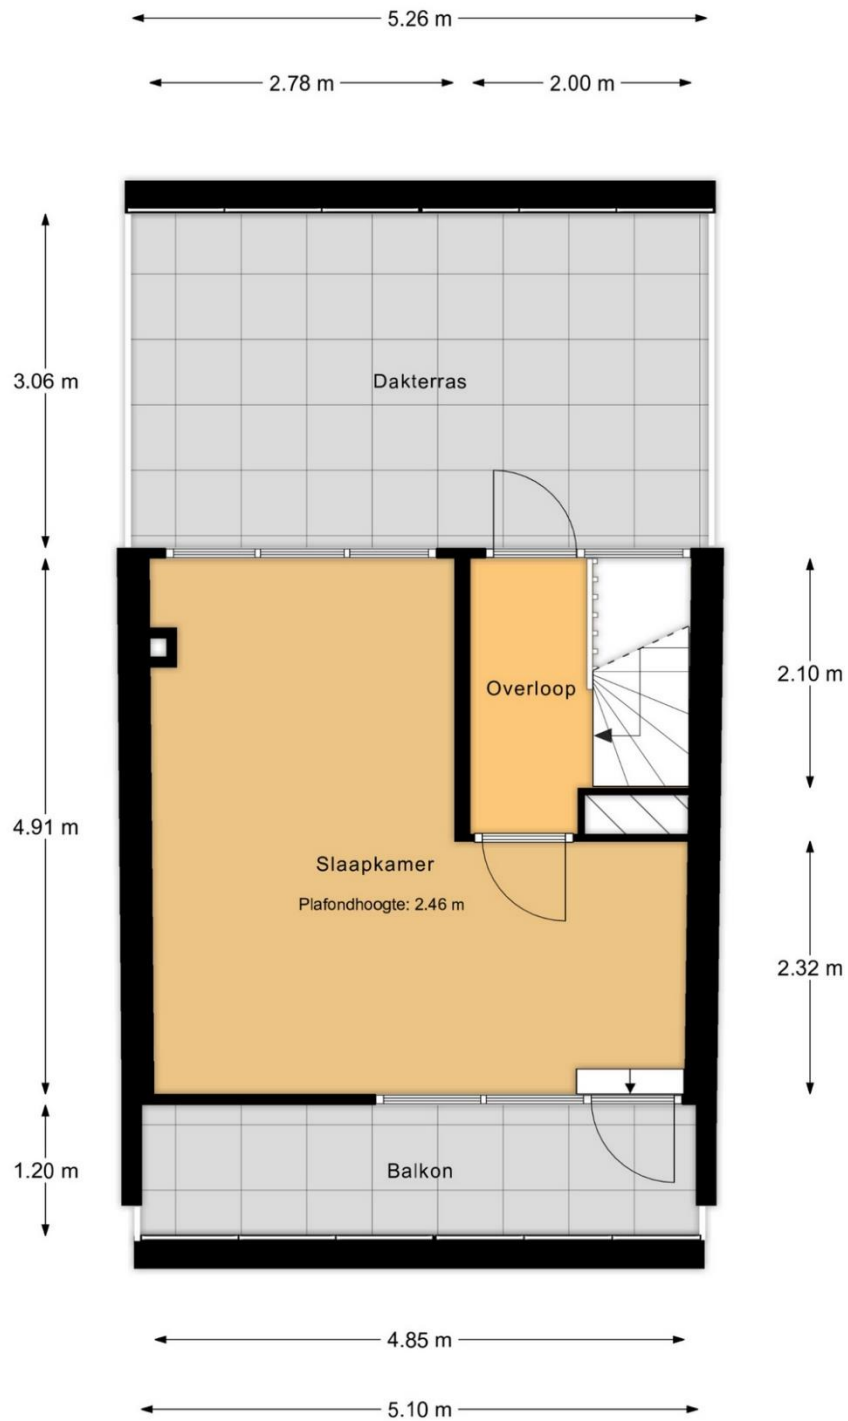 5.26 m
2.78 m
2.00 m
3.06 m
Dakterras
Overloop
2.10 m
4.91 m
Slaapkamer
Plafondhoogte: 2.46 m
2.32 m
1.20 m
Balkon
4.85 m
5.10 m